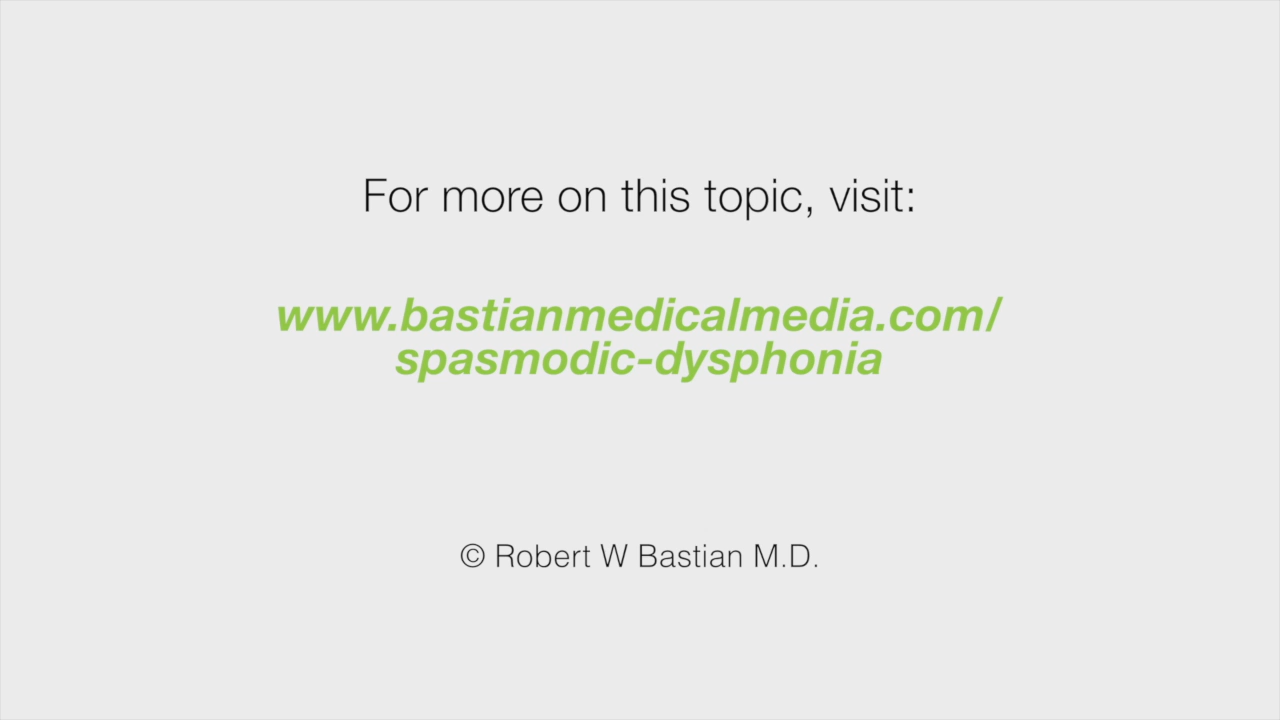 For more on this topic, visit:
www.bastianmedicalmedia.com/
spasmodic-dysphonia
© Robert W Bastian M.D.